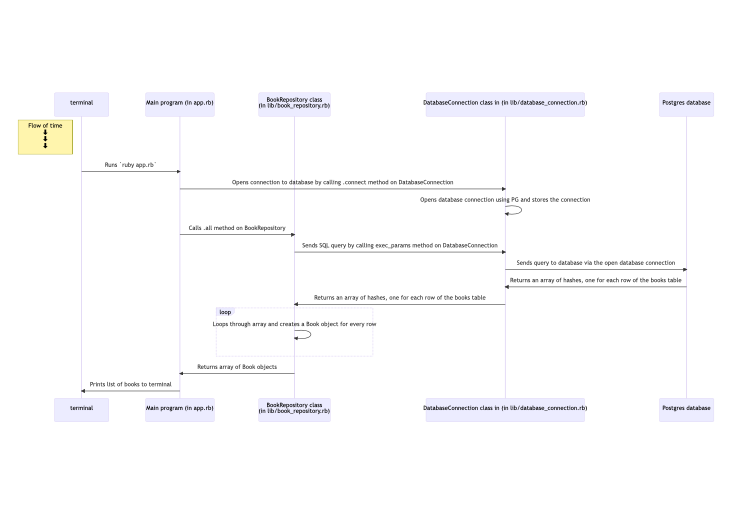 terminal
Main program (in app.rb)
BookRepository class
(in lib/book_repository.rb)
DatabaseConnection class in (in lib/database_connection.rb)
Postgres database
Flow of time
⬇
⬇
⬇
Runs `ruby app.rb`
Opens connection to database by calling .connect method on DatabaseConnection
Opens database connection using PG and stores the connection
Calls .all method on BookRepository
Sends SQL query by calling exec_params method on DatabaseConnection
Sends query to database via the open database connection
Returns an array of hashes, one for each row of the books table
Returns an array of hashes, one for each row of the books table
loop
Loops through array and creates a Book object for every row
Returns array of Book objects
Prints list of books to terminal
terminal
Main program (in app.rb)
BookRepository class
(in lib/book_repository.rb)
DatabaseConnection class in (in lib/database_connection.rb)
Postgres database